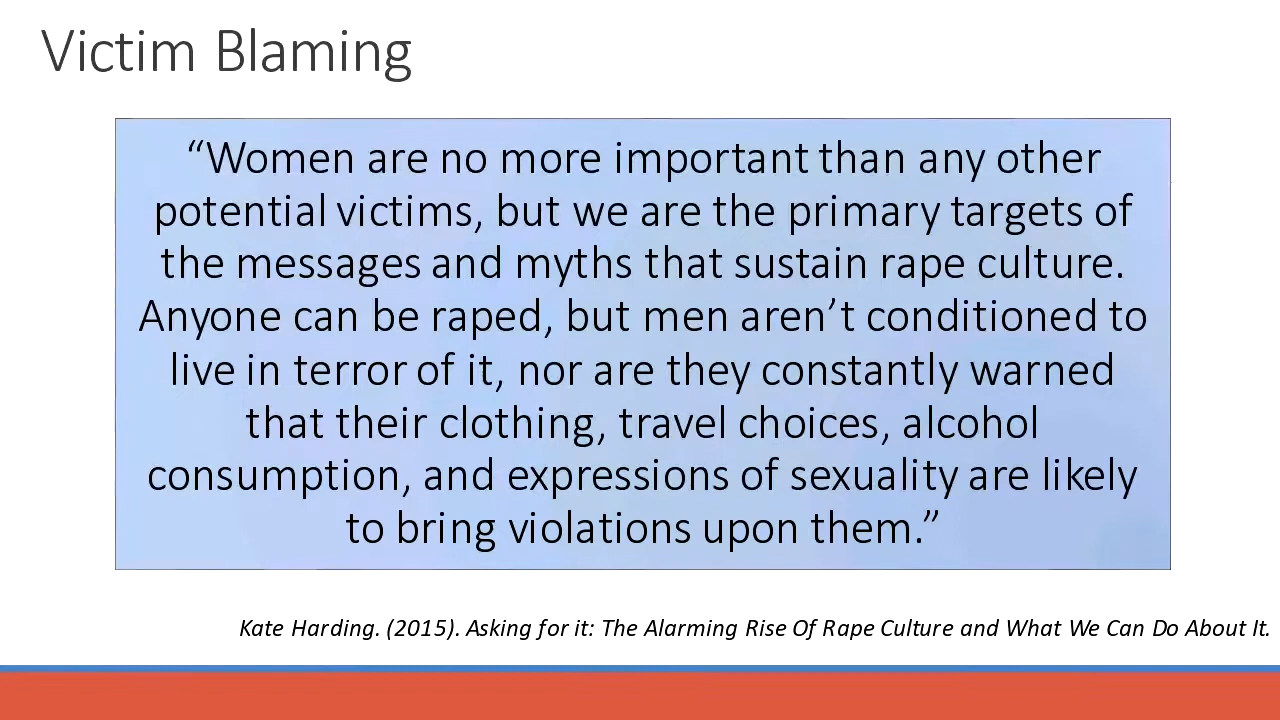 Victim Blaming
“Women are no more important than any other
potential victims, but we are the primary targets of
the messages and myths that sustain rape culture.
Anyone can be raped, but men aren’t conditioned to
live in terror of it, nor are they constantly warned
that their clothing, travel choices, alcohol
consumption, and expressions of sexuality are likely
to bring violations upon them.”
Kate Harding. (2015). Asking for it: The Alarming Rise Of Rape Culture and What We Can Do About It.